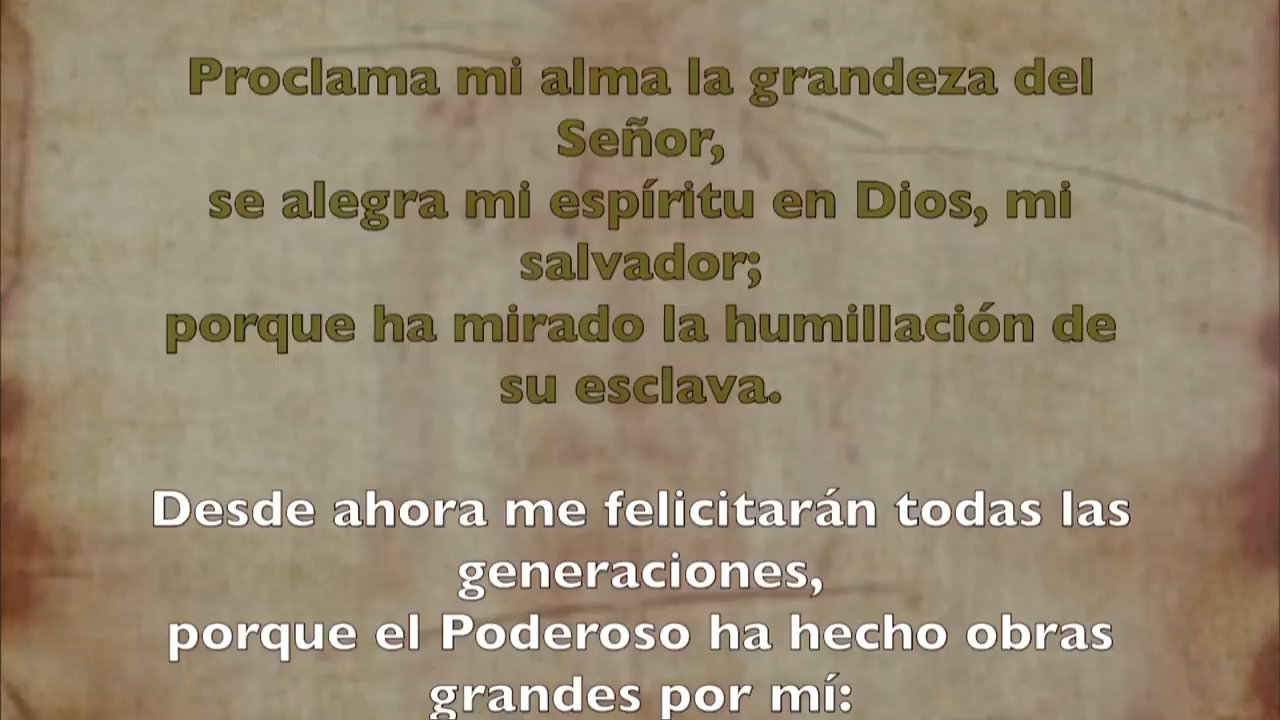 Proclama mi alma la grandeza del
Señor,
se alegra mi espíritu en Dios, mi
salvador;
porque ha mirado la humillación de
su esclava.
Desde ahora me felicitarán todas las
generaciones,
porque el Poderoso ha hecho obras
grandes por mí: